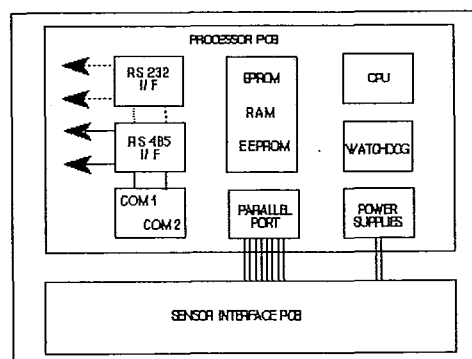 PROCESSOR PCB
RS 232
I/F
RS 485
I/F
COM 1
COM 2
EPROM
RAM
EEPROM
PARALLEL
PORT
CPU
WATCHDOG
POWER
SUPPLIES
SENSOR INTERFACE PCB